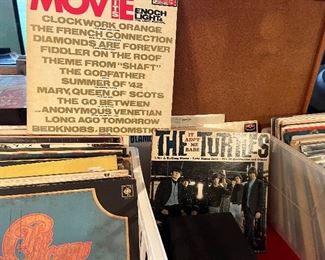 MOVIE
ENOCH
LIGHT
CLOCKWORK ORANGE
THE FRENCH CONNECTION
DIAMONDS ARE FOREVER
FIDDLER ON THE ROOF
THEME FROM "SHAFT"
THE GODFATHER
SUMMER OF '42
MARY, QUEEN OF SCOTS
THE GO BETWEEN
ANONYMOUS VENETIAN
LONG AGO TOMORROW
BEDKNOBS, BROOMSTIC
THE TURTLES
IT AIN'T
ME BABE
Chicago